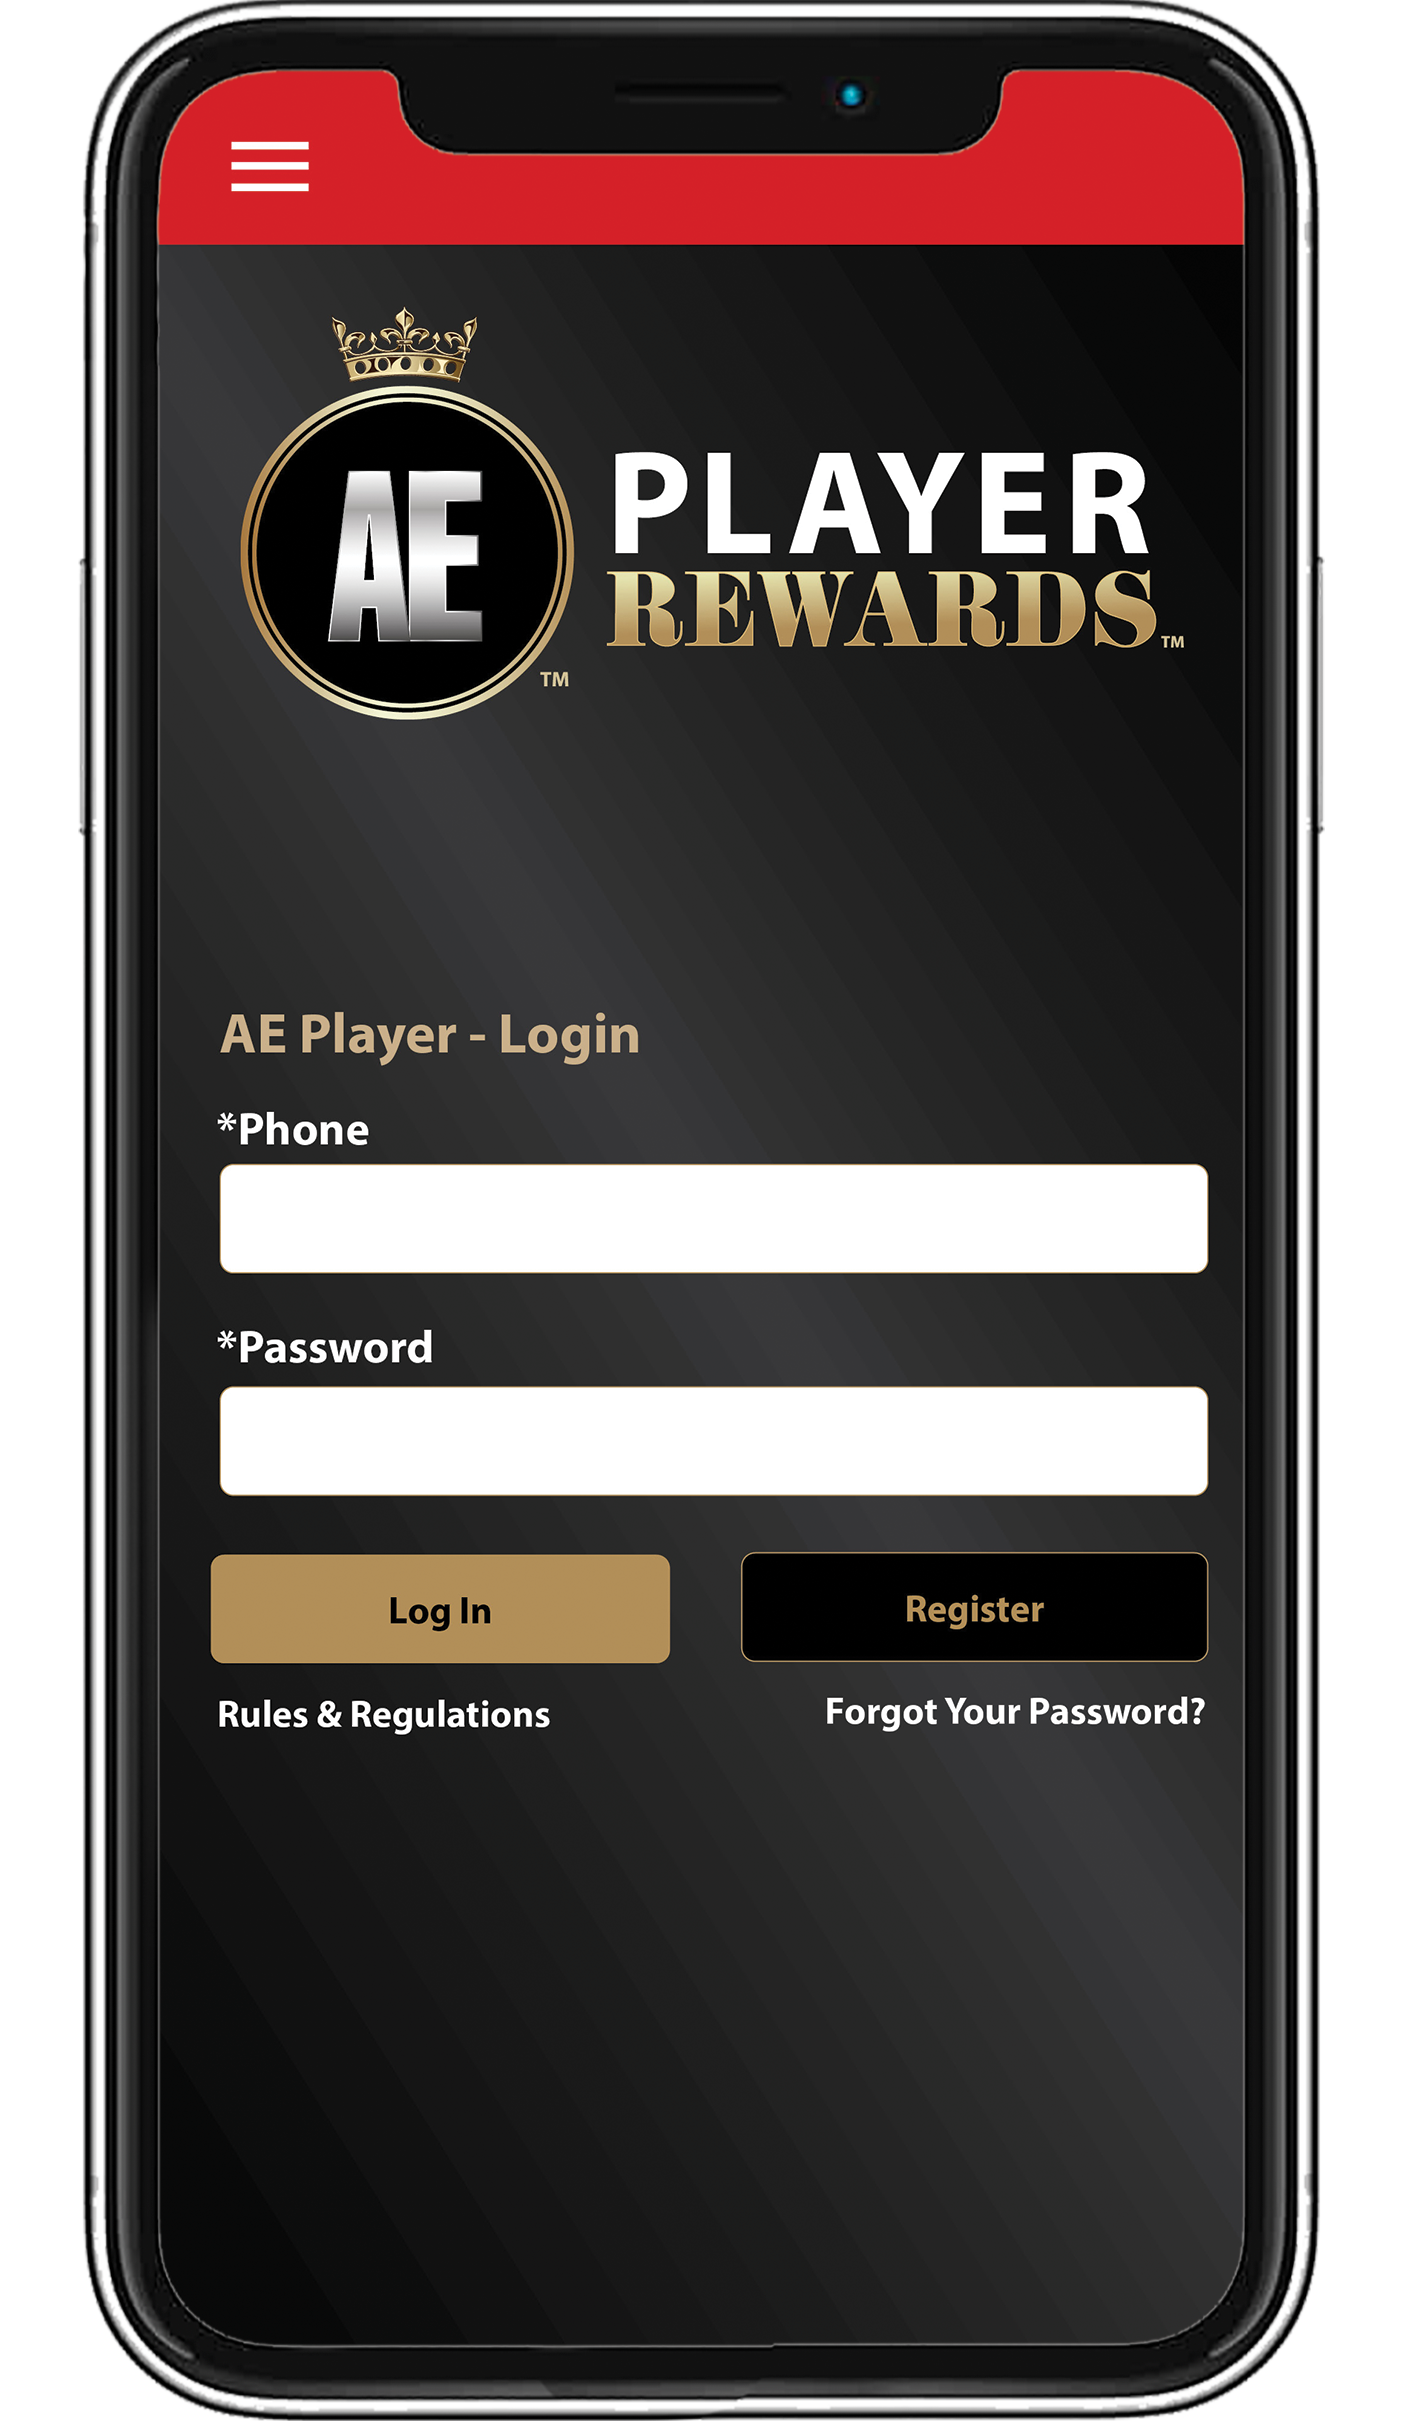 AE
TM
PLAYER
REWARDS TM
AE Player - Login
*Phone
*Password
Log In
Register
Rules & Regulations
Forgot Your Password?